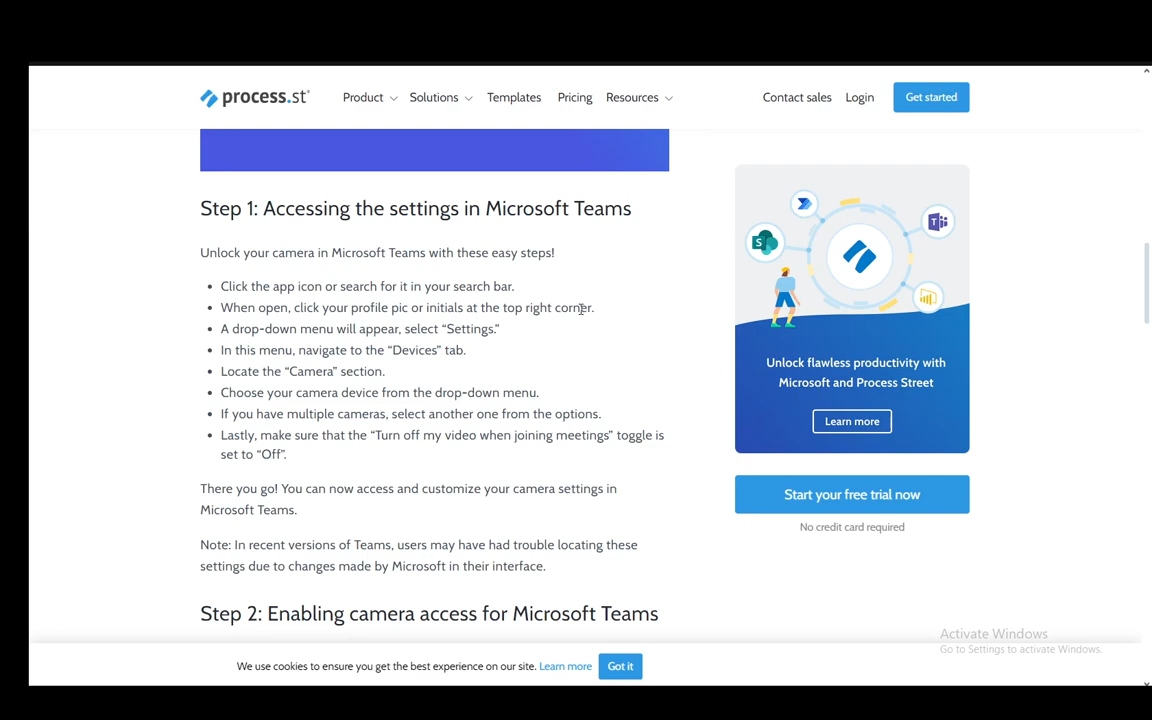 process.st
Product
Solutions
Templates
Pricing
Resources
Contact sales
Login
Get started
Step 1: Accessing the settings in Microsoft Teams
Unlock your camera in Microsoft Teams with these easy steps!
• Click the app icon or search for it in your search bar.
• When open, click your profile pic or initials at the top right corner.
• A drop-down menu will appear, select “Settings.”
• In this menu, navigate to the “Devices” tab.
• Locate the “Camera” section.
• Choose your camera device from the drop-down menu.
• If you have multiple cameras, select another one from the options.
• Lastly, make sure that the “Turn off my video when joining meetings” toggle is
set to “Off”.
There you go! You can now access and customize your camera settings in
Microsoft Teams.
Note: In recent versions of Teams, users may have had trouble locating these
settings due to changes made by Microsoft in their interface.
Step 2: Enabling camera access for Microsoft Teams
Unlock flawless productivity with
Microsoft and Process Street
Learn more
Start your free trial now
No credit card required
Activate Windows
Go to Settings to activate Windows.
We use cookies to ensure you get the best experience on our site. Learn more
Got it